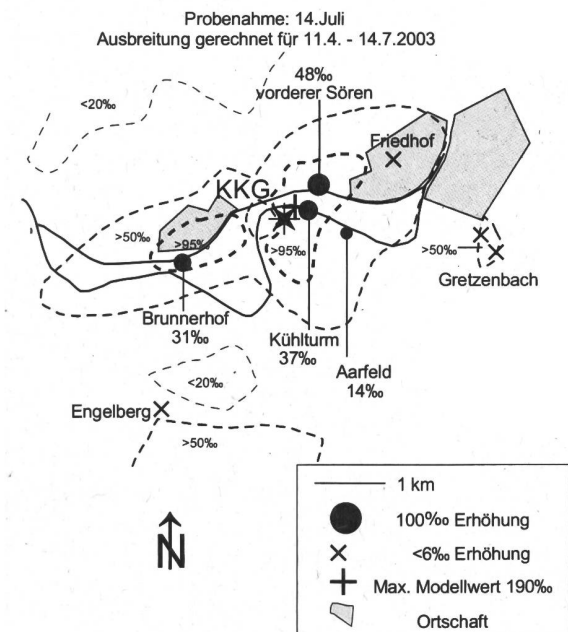 Probenahme: 14.Juli
Ausbreitung gerechnet für 11.4. - 14.7.2003
48‰
vorderer Sören
<20‰
Friedhof
KKG
>50‰
>95‰
>95‰
>50‰
Gretzenbach
Brunnerhof
31‰
Kühlturm
37‰
Aarfeld
14‰
<20‰
Engelberg
>50‰
N
1 km
100‰ Erhöhung
<6‰ Erhöhung
Max. Modellwert 190‰
Ortschaft